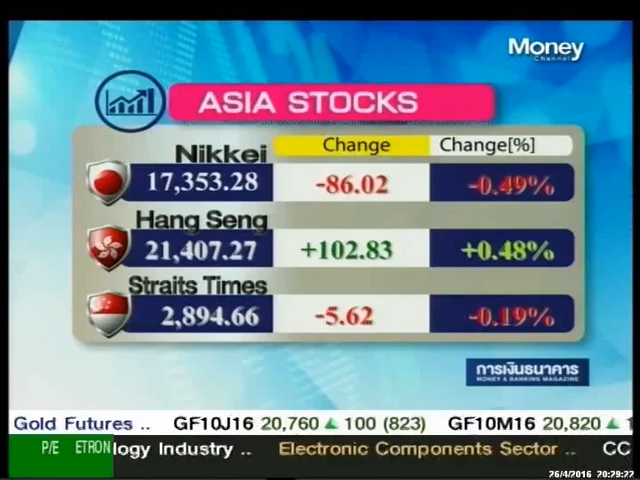 Money
Channel
ASIA STOCKS
Change Change[%]
Nikkei
17,353.28 -86.02 -0.49%
Hang Seng
21,407.27 +102.83 +0.48%
Straits Times
2,894.66 -5.62 -0.19%
การเงินธนาคาร
MONEY & BANKING MAGAZINE
Gold Futures .. GF10J16 20,760 ▲ 100 (823) GF10M16 20,820 ▲ 1
P/E ETRON logy Industry .. Electronic Components Sector .. CC
26/4/2016 20:29:22